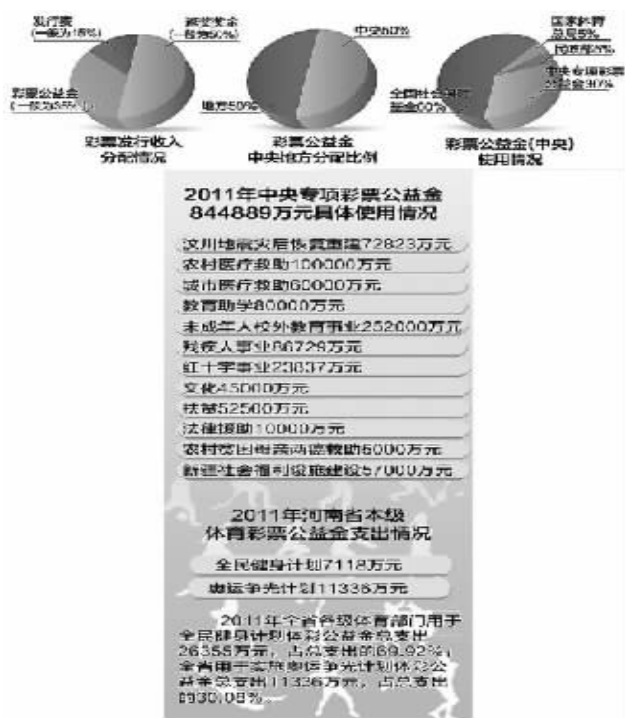 发行费
(一般为15%)
返奖奖金
(一般为50%)
彩票公益金
(一般为35%)
彩票发行收入
分配情况
中央50%
地方50%
彩票公益金
中央地方分配比例
国家体育
总局5%
民政部5%
中央专项彩票
公益金30%
全国社会保障
基金60%
彩票公益金(中央)
使用情况
2011年中央专项彩票公益金
844889万元具体使用情况
汶川地震灾后恢复重建72823万元
农村医疗救助100000万元
城市医疗救助60000万元
教育助学80000万元
未成年人校外教育事业252000万元
残疾人事业86729万元
红十字事业23837万元
文化45000万元
扶贫52500万元
法律援助10000万元
农村贫困母亲两癌救助5000万元
新疆社会福利设施建设57000万元
2011年河南省本级
体育彩票公益金支出情况
全民健身计划7118万元
奥运争光计划11336万元
2011年全省各级体育部门用于
全民健身计划体彩公益金总支出
26355万元，占总支出的69.92%；
全省用于实施奥运争光计划体彩公
益金总支出11336万元，占总支出
的30.08%。